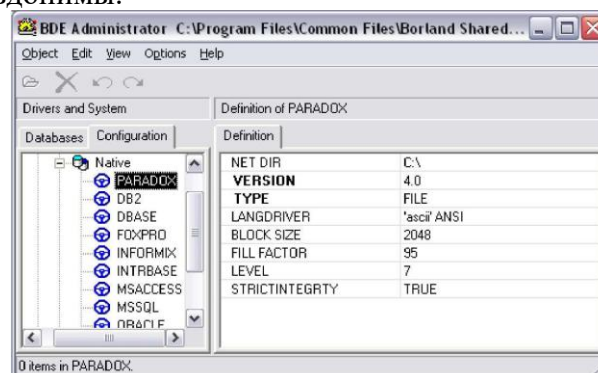 BDE Administrator C:\Program Files\Common Files\Borland Shared...
Object Edit View Options Help
Drivers and System Definition of PARADOX
Databases Configuration Definition
Native
PARADOX
DB2
DBASE
FOXPRO
INFORMIX
INTRBASE
MSACCESS
MSSQL
ORACLE
NET DIR C:\
VERSION 4.0
TYPE FILE
LANGDRIVER 'ascii' ANSI
BLOCK SIZE 2048
FILL FACTOR 95
LEVEL 7
STRICTINTEGRTY TRUE
0 items in PARADOX.